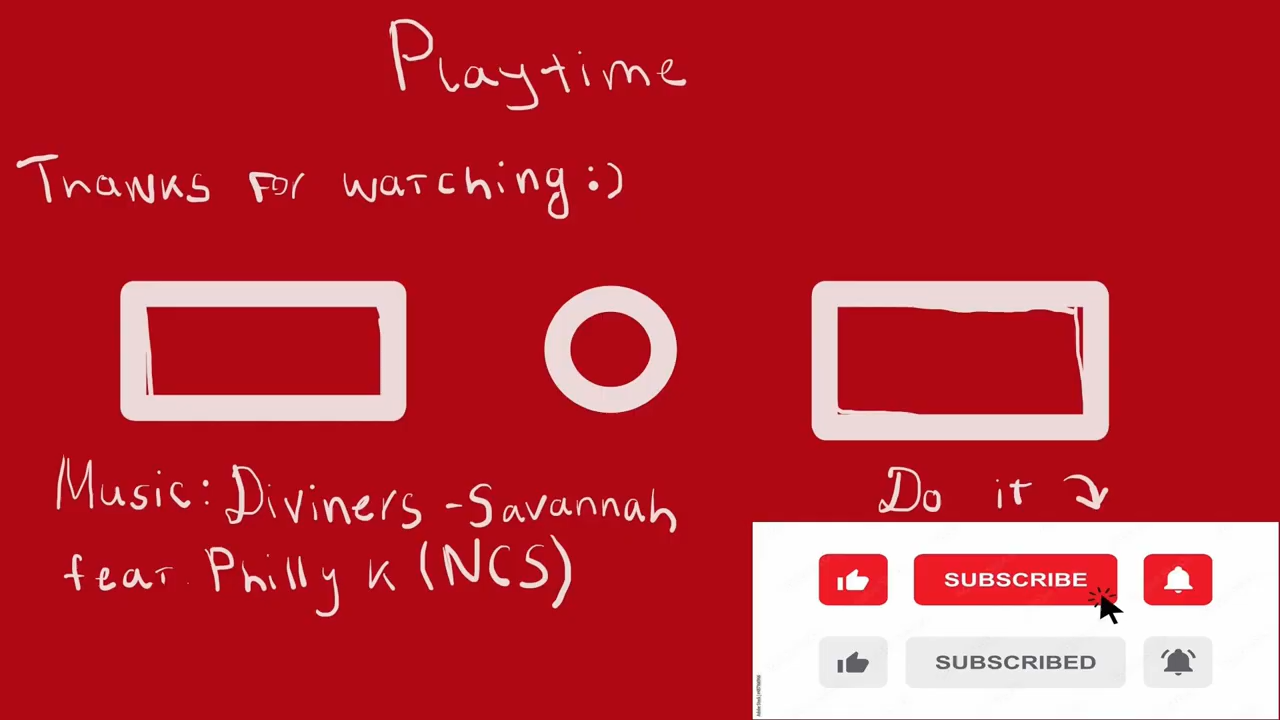 Playtime
Thanks for watching :)
Music: Diviners - Savannah
feat. Philly K (NCS)
Do it
SUBSCRIBE
SUBSCRIBED